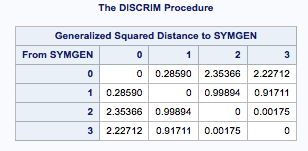 The DISCRIM Procedure
Generalized Squared Distance to SYMGEN
From SYMGEN 0 1 2 3
0 0 0.28590 2.35366 2.22712
1 0.28590 0 0.99894 0.91711
2 2.35366 0.99894 0 0.00175
3 2.22712 0.91711 0.00175 0